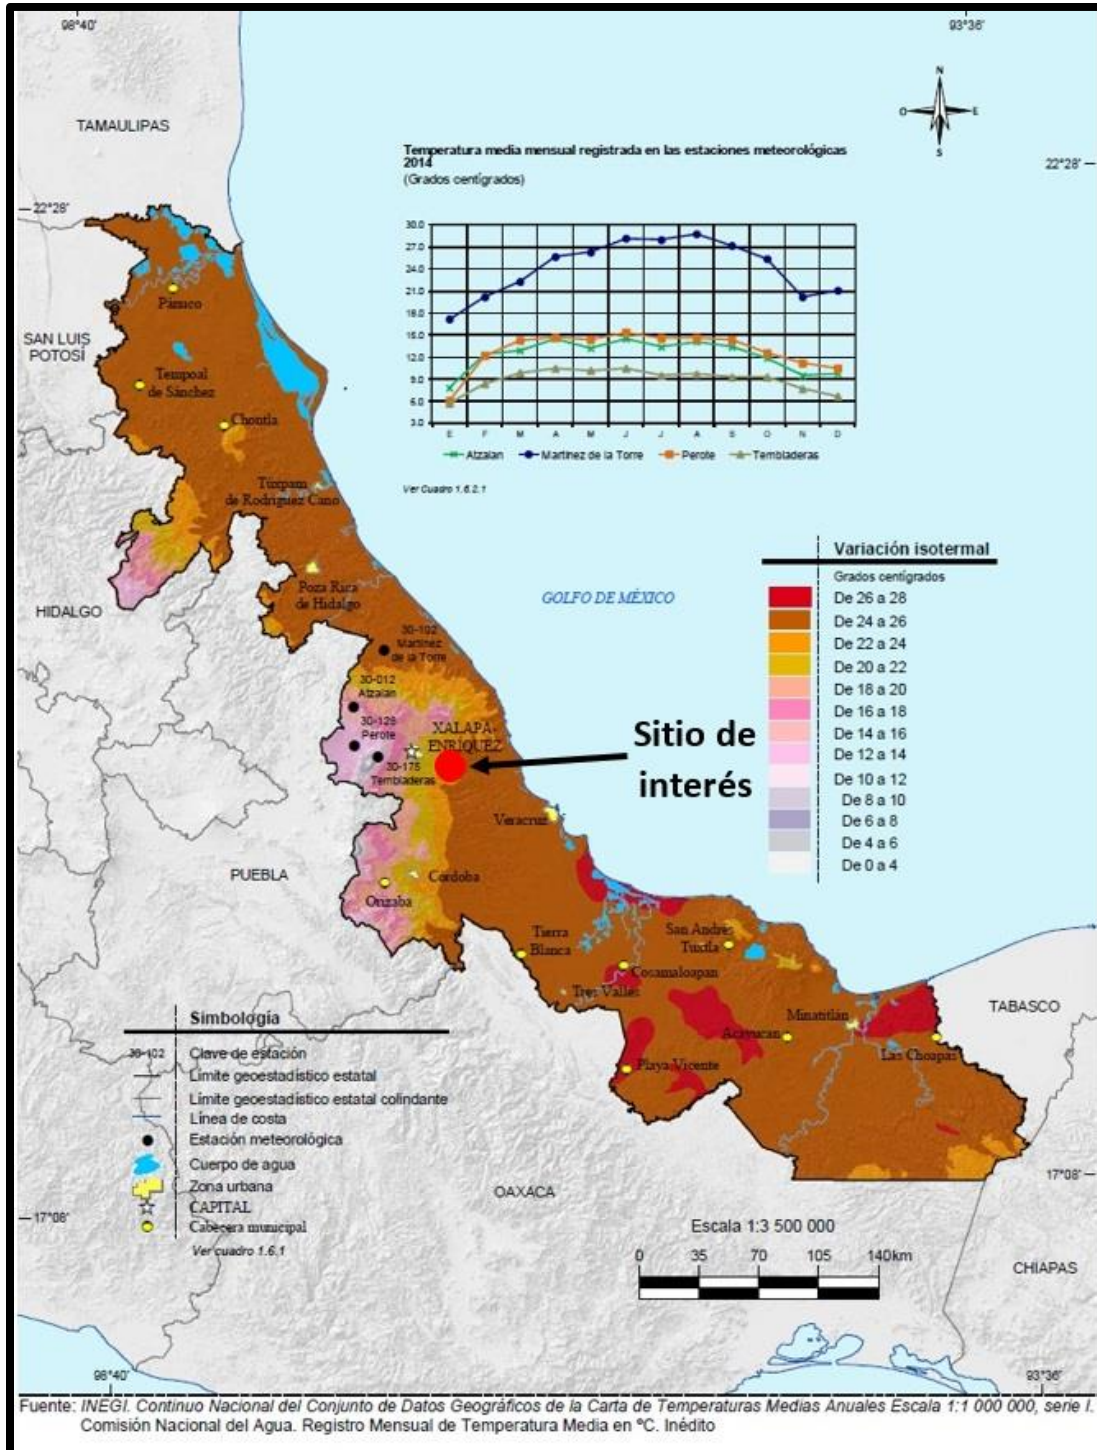 98°40'
93°36'
TAMAULIPAS
N
O
E
S
Temperatura media mensual registrada en las estaciones meteorológicas
2014
(Grados centígrados)
22°28'
22°28'
30.0
27.0
24.0
21.0
18.0
15.0
12.0
9.0
6.0
3.0
E F M A M J J A S O N D
Atzalan Martínez de la Torre Perote Tembladeras
Ver Cuadro 1.6.2.1
Pánuco
SAN LUIS
POTOSÍ
Tempoal
de Sánchez
Chontla
Túxpam
de Rodríguez Cano
Variación isotermal
Grados centígrados
De 26 a 28
De 24 a 26
De 22 a 24
De 20 a 22
De 18 a 20
De 16 a 18
De 14 a 16
De 12 a 14
De 10 a 12
De 8 a 10
De 6 a 8
De 4 a 6
De 0 a 4
Poza Rica
de Hidalgo
HIDALGO
GOLFO DE MÉXICO
30-102
Martínez
de la Torre
30-012
Atzalan
30-128
Perote
XALAPA-
ENRÍQUEZ
30-175
Tembladeras
Sitio de
interés
Veracruz
PUEBLA
Córdoba
Orizaba
Tierra
Blanca
San Andrés
Tuxtla
Cosamaloapan
Tres Valles
Minatitlán
TABASCO
Acayucan
Las Choapas
Playa Vicente
Simbología
30-102
Clave de estación
Límite geoestadístico estatal
Límite geoestadístico estatal colindante
Línea de costa
Estación meteorológica
Cuerpo de agua
Zona urbana
CAPITAL
Cabecera municipal
Ver cuadro 1.6.1
17°08'
17°08'
OAXACA
Escala 1:3 500 000
0 35 70 105 140km
CHIAPAS
98°40'
93°36'
Fuente: INEGI. Continuo Nacional del Conjunto de Datos Geográficos de la Carta de Temperaturas Medias Anuales Escala 1:1 000 000, serie I.
Comisión Nacional del Agua. Registro Mensual de Temperatura Media en ºC. Inédito